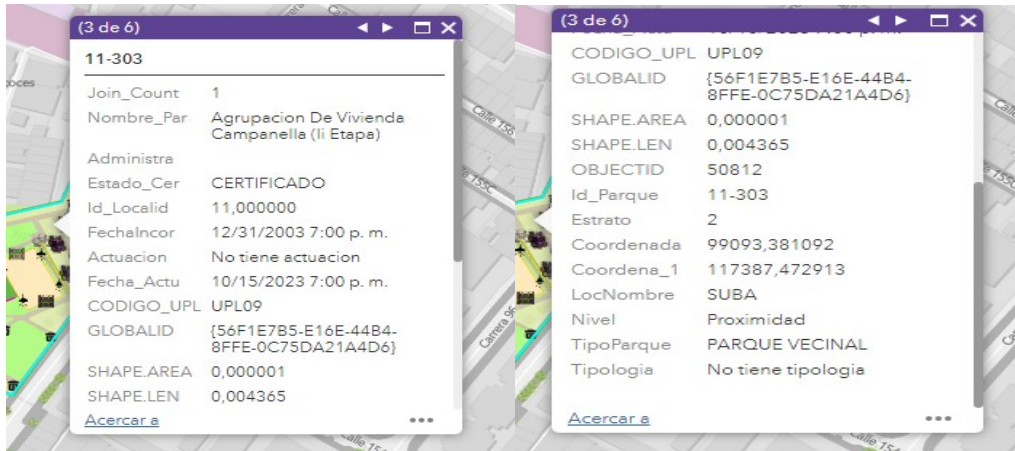 (3 de 6)
11-303
Join_Count 1
Nombre_Par Agrupacion De Vivienda
Campanella (Ii Etapa)
Administra
Estado_Cer CERTIFICADO
Id_Localid 11,000000
FechaIncor 12/31/2003 7:00 p. m.
Actuacion No tiene actuacion
Fecha_Actu 10/15/2023 7:00 p. m.
CODIGO_UPL UPL09
GLOBALID {56F1E7B5-E16E-44B4-
8FFE-0C75DA21A4D6}
SHAPE.AREA 0,000001
SHAPE.LEN 0,004365
Acercar a
Calle 156
(3 de 6)
CODIGO_UPL UPL09
GLOBALID {56F1E7B5-E16E-44B4-
8FFE-0C75DA21A4D6}
SHAPE.AREA 0,000001
SHAPE.LEN 0,004365
OBJECTID 50812
Id_Parque 11-303
Estrato 2
Coordenada 99093,381092
Coordena_1 117387,472913
LocNombre SUBA
Nivel Proximidad
TipoParque PARQUE VECINAL
Tipologia No tiene tipologia
Acercar a